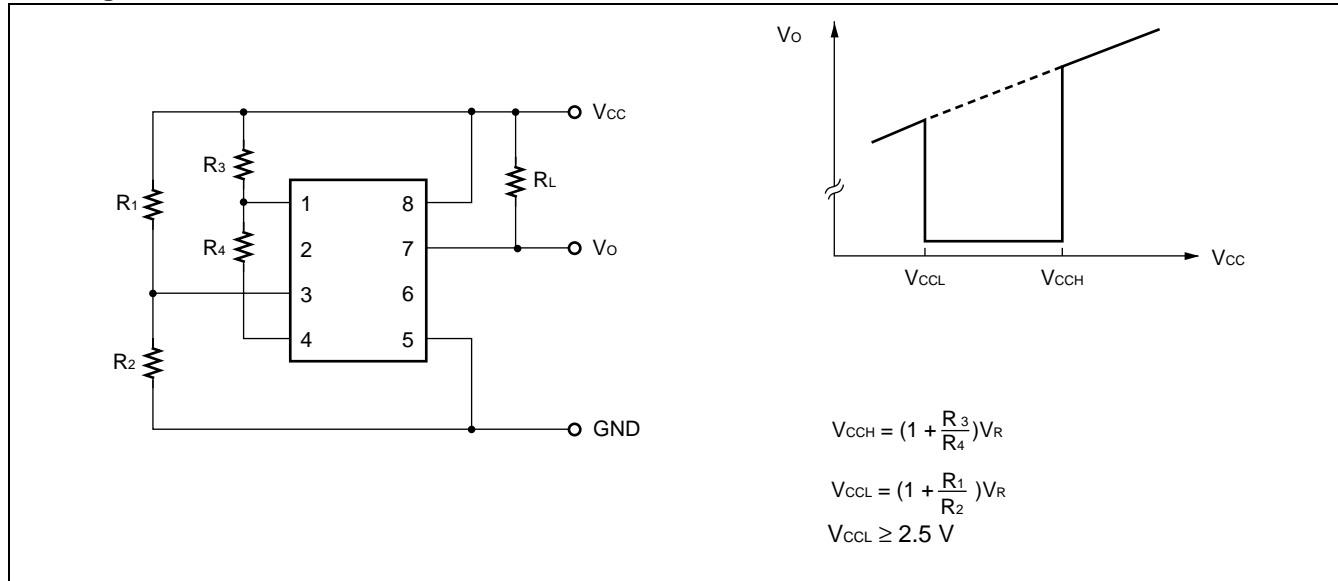 VCC
R3
RL
R1
1 8
R4
2 7
VO
3 6
4 5
R2
GND
VO
VCC
VCCL VCCH
VCCH = (1 + R3/R4)VR
VCCL = (1 + R1/R2 )VR
VCCL ≥ 2.5 V